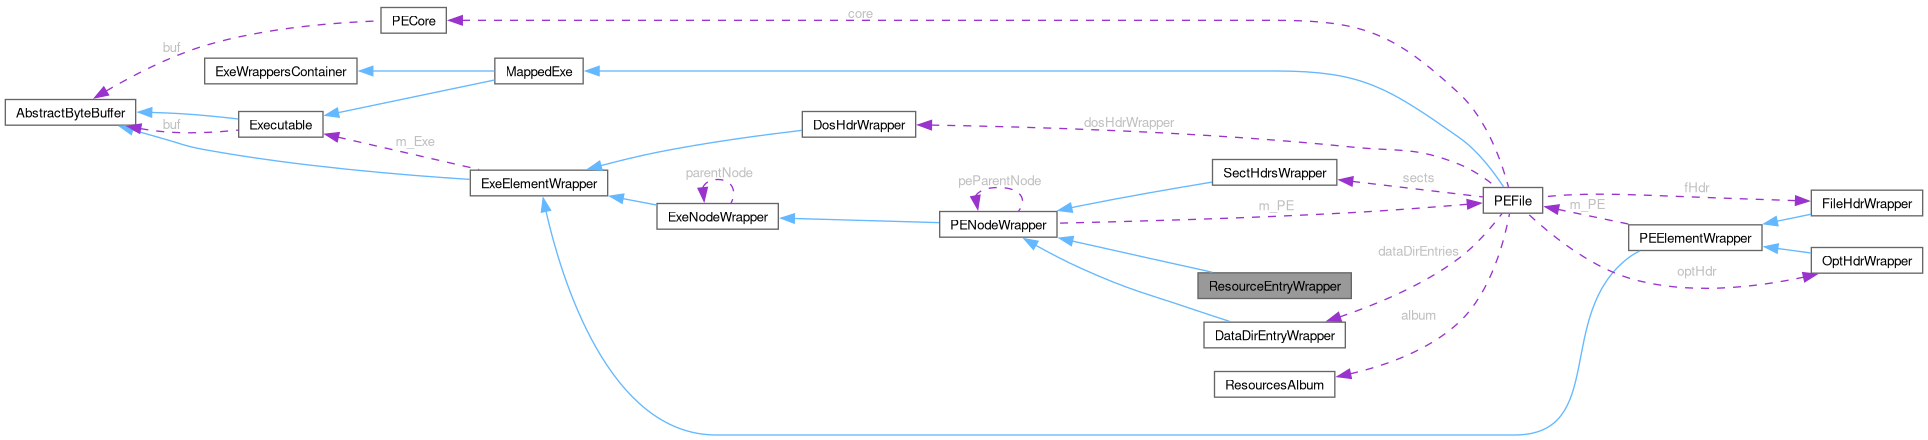 core
PECore
buf
ExeWrappersContainer
MappedExe
AbstractByteBuffer
Executable
buf
m_Exe
DosHdrWrapper
dosHdrWrapper
ExeElementWrapper
parentNode
ExeNodeWrapper
peParentNode
PENodeWrapper
m_PE
SectHdrsWrapper
sects
PEFile
fHdr
FileHdrWrapper
m_PE
PEElementWrapper
OptHdrWrapper
optHdr
dataDirEntries
ResourceEntryWrapper
album
DataDirEntryWrapper
ResourcesAlbum